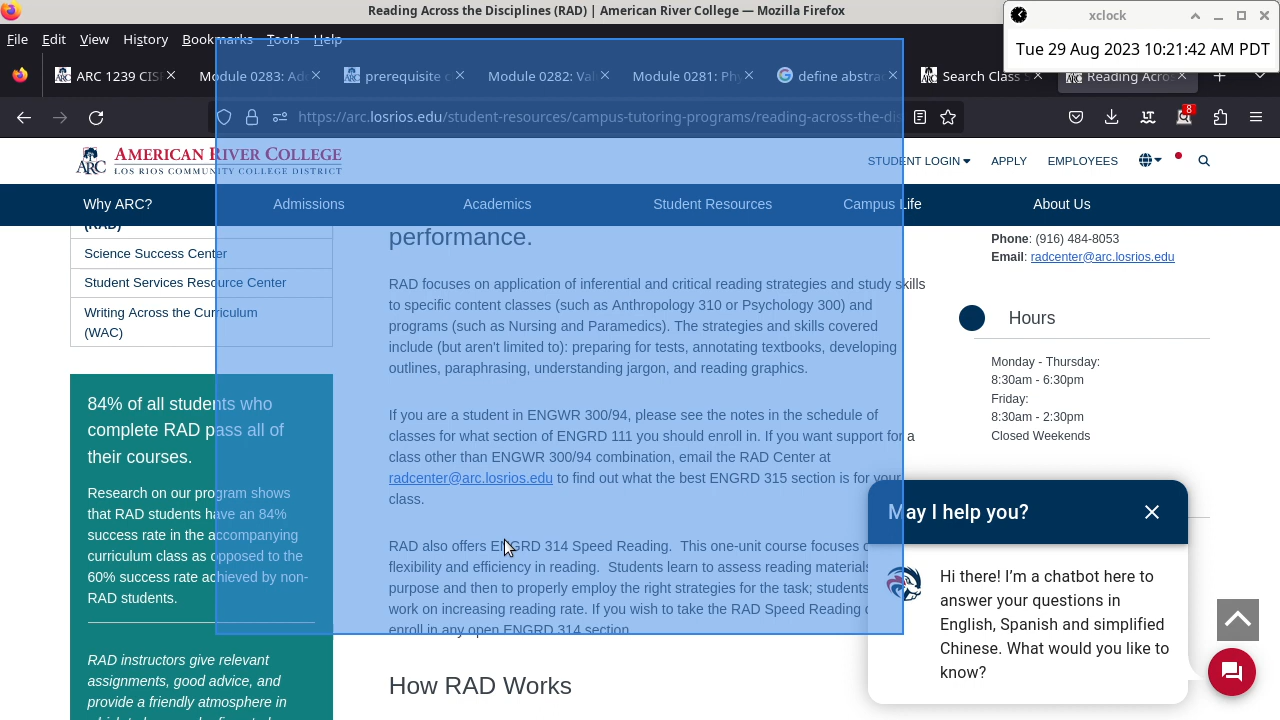 Reading Across the Disciplines (RAD) | American River College — Mozilla Firefox
xclock
Tue 29 Aug 2023 10:21:42 AM PDT
File Edit View History Bookmarks Tools Help
ARC 1239 CIS
Module 0283: Ad
prerequisite c
Module 0282: Va
Module 0281: Ph
define abstra
Search Class S
Reading Acros
https://arc.losrios.edu/student-resources/campus-tutoring-programs/reading-across-the-dis
8
AMERICAN RIVER COLLEGE
LOS RIOS COMMUNITY COLLEGE DISTRICT
ARC
STUDENT LOGIN APPLY EMPLOYEES
Why ARC? Admissions Academics Student Resources Campus Life About Us
(RAD)
Science Success Center
Student Services Resource Center
Writing Across the Curriculum
(WAC)
84% of all students who
complete RAD pass all of
their courses.
Research on our program shows
that RAD students have an 84%
success rate in the accompanying
curriculum class as opposed to the
60% success rate achieved by non-
RAD students.
RAD instructors give relevant
assignments, good advice, and
provide a friendly atmosphere in
performance.
RAD focuses on application of inferential and critical reading strategies and study skills
to specific content classes (such as Anthropology 310 or Psychology 300) and
programs (such as Nursing and Paramedics). The strategies and skills covered
include (but aren't limited to): preparing for tests, annotating textbooks, developing
outlines, paraphrasing, understanding jargon, and reading graphics.
If you are a student in ENGWR 300/94, please see the notes in the schedule of
classes for what section of ENGRD 111 you should enroll in. If you want support for a
class other than ENGWR 300/94 combination, email the RAD Center at
radcenter@arc.losrios.edu to find out what the best ENGRD 315 section is for your
class.
RAD also offers ENGRD 314 Speed Reading.  This one-unit course focuses o
flexibility and efficiency in reading.  Students learn to assess reading materials
purpose and then to properly employ the right strategies for the task; students
work on increasing reading rate. If you wish to take the RAD Speed Reading c
enroll in any open ENGRD 314 section.
How RAD Works
Phone: (916) 484-8053
Email: radcenter@arc.losrios.edu
Hours
Monday - Thursday:
8:30am - 6:30pm
Friday:
8:30am - 2:30pm
Closed Weekends
May I help you?
Hi there! I'm a chatbot here to
answer your questions in
English, Spanish and simplified
Chinese. What would you like to
know?